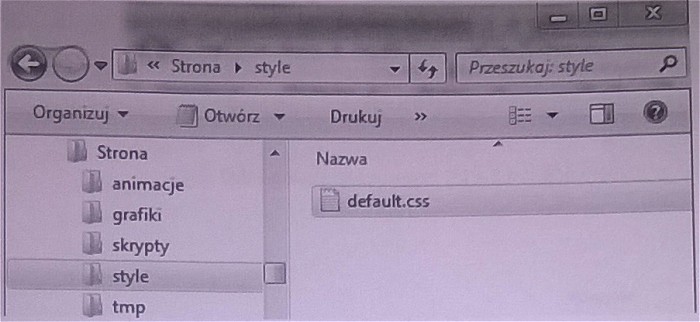 « Strona ▸ style
Przeszukaj: style
Organizuj Otwórz Drukuj »
Strona
animacje
grafiki
skrypty
style
tmp
Nazwa
default.css